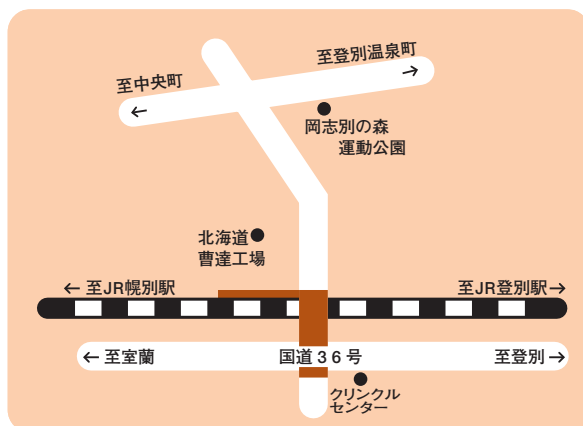 至登別温泉町
至中央町
岡志別の森
運動公園
北海道
曹達工場
←至JR幌別駅
至JR登別駅→
←至室蘭
国道36号
至登別→
クリンクル
センター